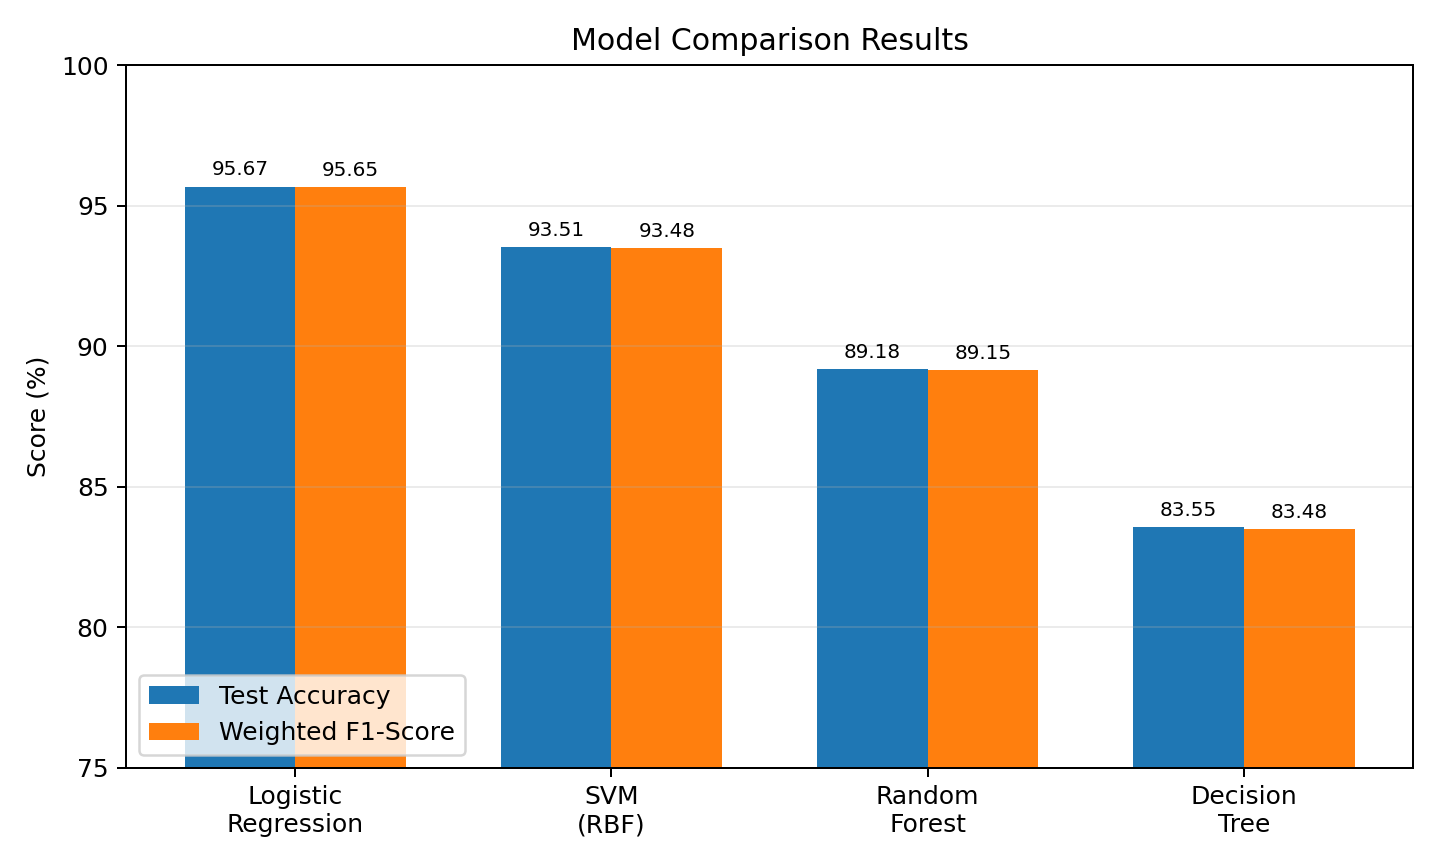 Model Comparison Results
Score (%)
100
95
90
85
80
75
95.67 95.65
93.51 93.48
89.18 89.15
83.55 83.48
Test Accuracy
Weighted F1-Score
Logistic
Regression
SVM
(RBF)
Random
Forest
Decision
Tree